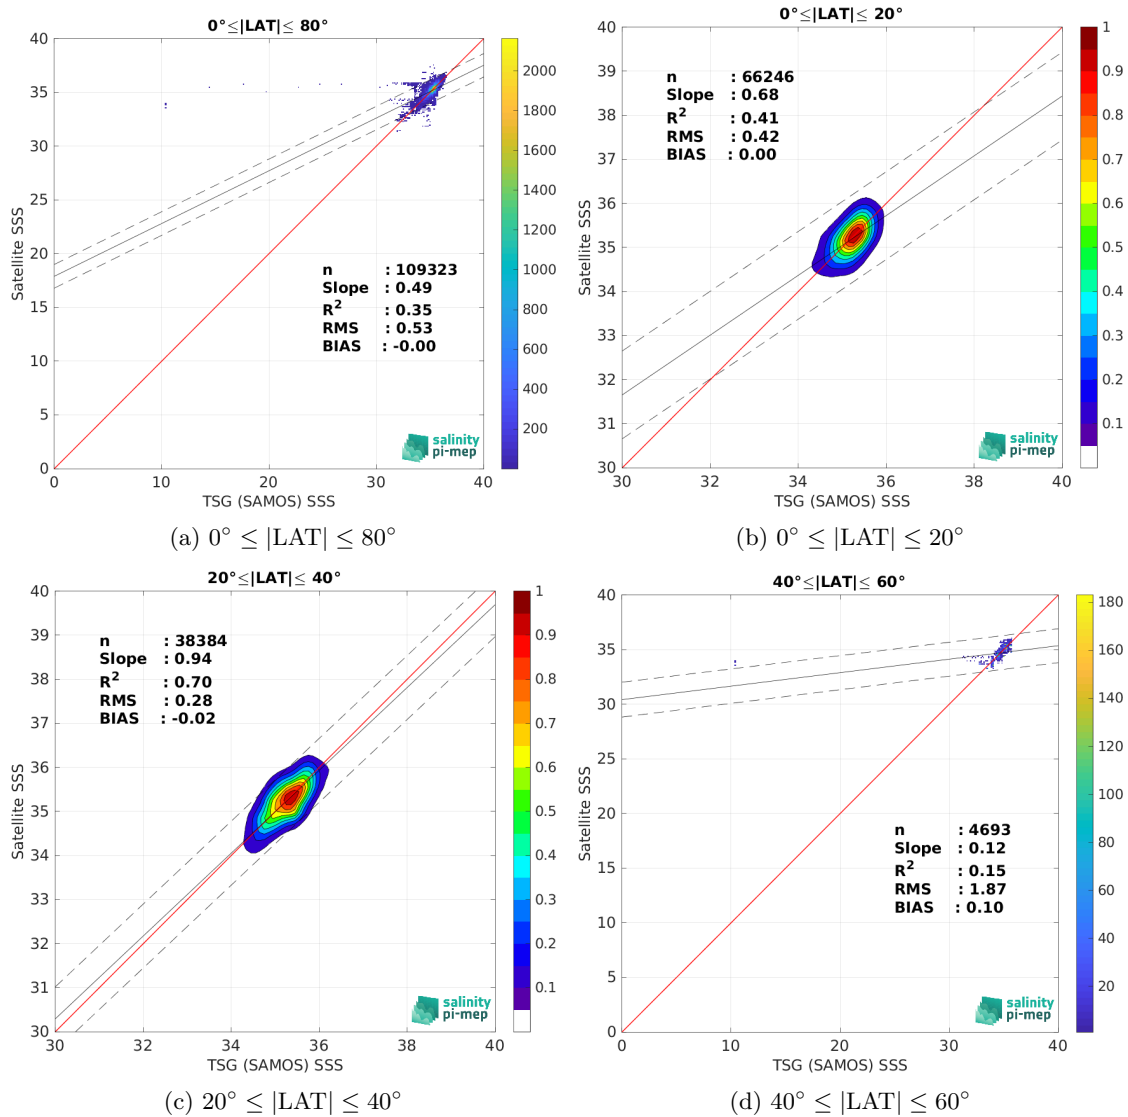 0°≤|LAT|≤ 80°
40
35
30
25
20
15
10
5
0
0 10 20 30 40
Satellite SSS
TSG (SAMOS) SSS
n : 109323
Slope : 0.49
R² : 0.35
RMS : 0.53
BIAS : -0.00
2000
1800
1600
1400
1200
1000
800
600
400
200
salinity
pi-mep
(a) 0° ≤ |LAT| ≤ 80°
0°≤|LAT|≤ 20°
40
39
38
37
36
35
34
33
32
31
30
30 32 34 36 38 40
Satellite SSS
TSG (SAMOS) SSS
n : 66246
Slope : 0.68
R² : 0.41
RMS : 0.42
BIAS : 0.00
1
0.9
0.8
0.7
0.6
0.5
0.4
0.3
0.2
0.1
salinity
pi-mep
(b) 0° ≤ |LAT| ≤ 20°
20°≤|LAT|≤ 40°
40
39
38
37
36
35
34
33
32
31
30
30 32 34 36 38 40
Satellite SSS
TSG (SAMOS) SSS
n : 38384
Slope : 0.94
R² : 0.70
RMS : 0.28
BIAS : -0.02
1
0.9
0.8
0.7
0.6
0.5
0.4
0.3
0.2
0.1
salinity
pi-mep
(c) 20° ≤ |LAT| ≤ 40°
40°≤|LAT|≤ 60°
40
35
30
25
20
15
10
5
0
0 10 20 30 40
Satellite SSS
TSG (SAMOS) SSS
n : 4693
Slope : 0.12
R² : 0.15
RMS : 1.87
BIAS : 0.10
180
160
140
120
100
80
60
40
20
salinity
pi-mep
(d) 40° ≤ |LAT| ≤ 60°